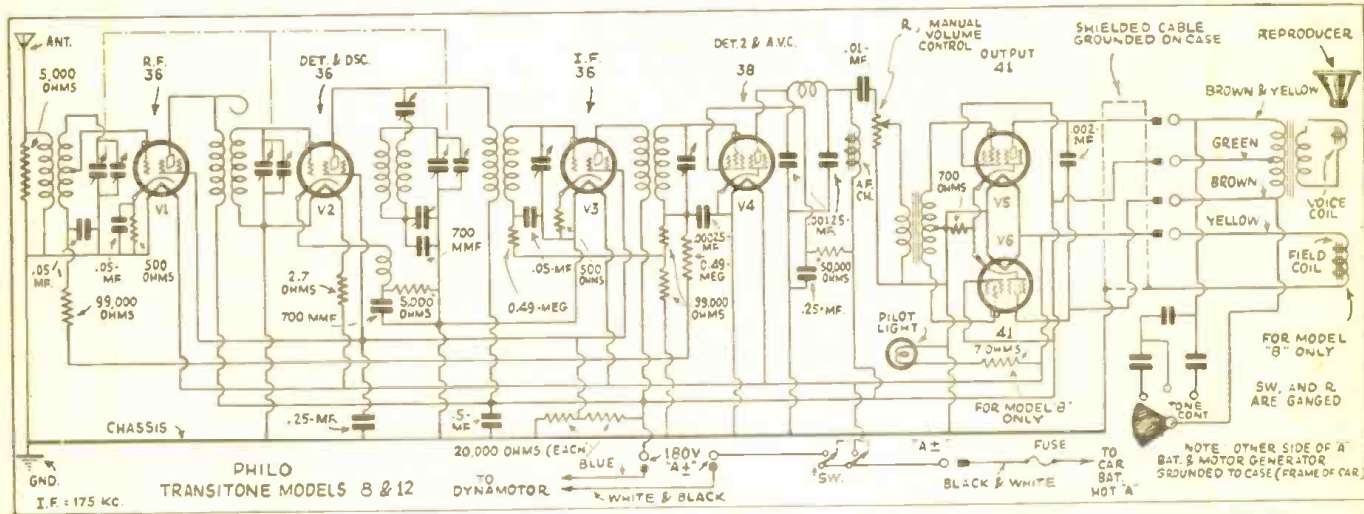 ANT.
5,000
OHMS
R.F.
36
DET. & OSC.
36
I.F.
36
DET. 2 & A.V.C.
38
.01-
MF.
R, MANUAL
VOLUME
CONTROL
OUTPUT
41
SHIELDED CABLE
GROUNDED ON CASE
REPRODUCER
BROWN & YELLOW
GREEN
BROWN
YELLOW
VOICE
COIL
FIELD
COIL
FOR MODEL
"8" ONLY
.002-
MF
700
OHMS
V1
V2
V3
V4
V5
V6
41
A.F.
CH.
.05
MF.
.05-
MF.
500
OHMS
99,000
OHMS
2.7
OHMS
700
MMF
700 MMF
5,000
OHMS
0.49-MEG
.05-MF
500
OHMS
.00025-
MF
0.49-
MEG
99,000
OHMS
.00125-
MF.
50,000
OHMS
.25-MF.
PILOT
LIGHT
7 OHMS
FOR MODEL "8"
ONLY
TONE
CONT
SW. AND R
ARE GANGED
CHASSIS
.25-MF.
.5-
MF
20,000 OHMS (EACH)
180V
"A±"
"A±"
SW.
FUSE
BLUE
TO
DYNAMOTOR
WHITE & BLACK
BLACK & WHITE
TO
CAR
BAT.
HOT "A"
NOTE: OTHER SIDE OF "A"
BAT. & MOTOR GENERATOR
GROUNDED TO CASE (FRAME OF CAR)
GND.
PHILO
TRANSITONE MODELS 8 & 12
I.F. = 175 KC.